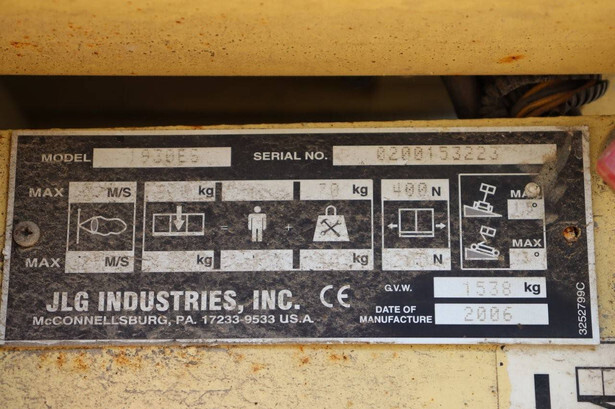 MODEL 1930ES SERIAL NO. 0200153223
MAX M/S kg 70 kg 400 N MAX
MAX M/S kg kg N MAX
JLG INDUSTRIES, INC. CE G.V.W. 1538 kg
McCONNELLSBURG, PA. 17233-9533 U.S.A. DATE OF MANUFACTURE 2006
3252799C